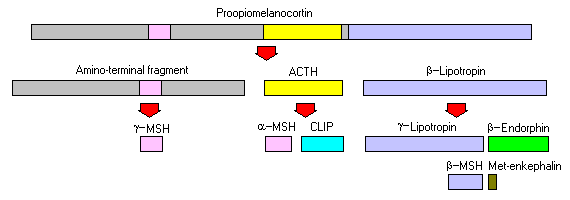 Proopiomelanocortin
Amino-terminal fragment
ACTH
β-Lipotropin
γ-MSH
α-MSH
CLIP
γ-Lipotropin
β-Endorphin
β-MSH
Met-enkephalin